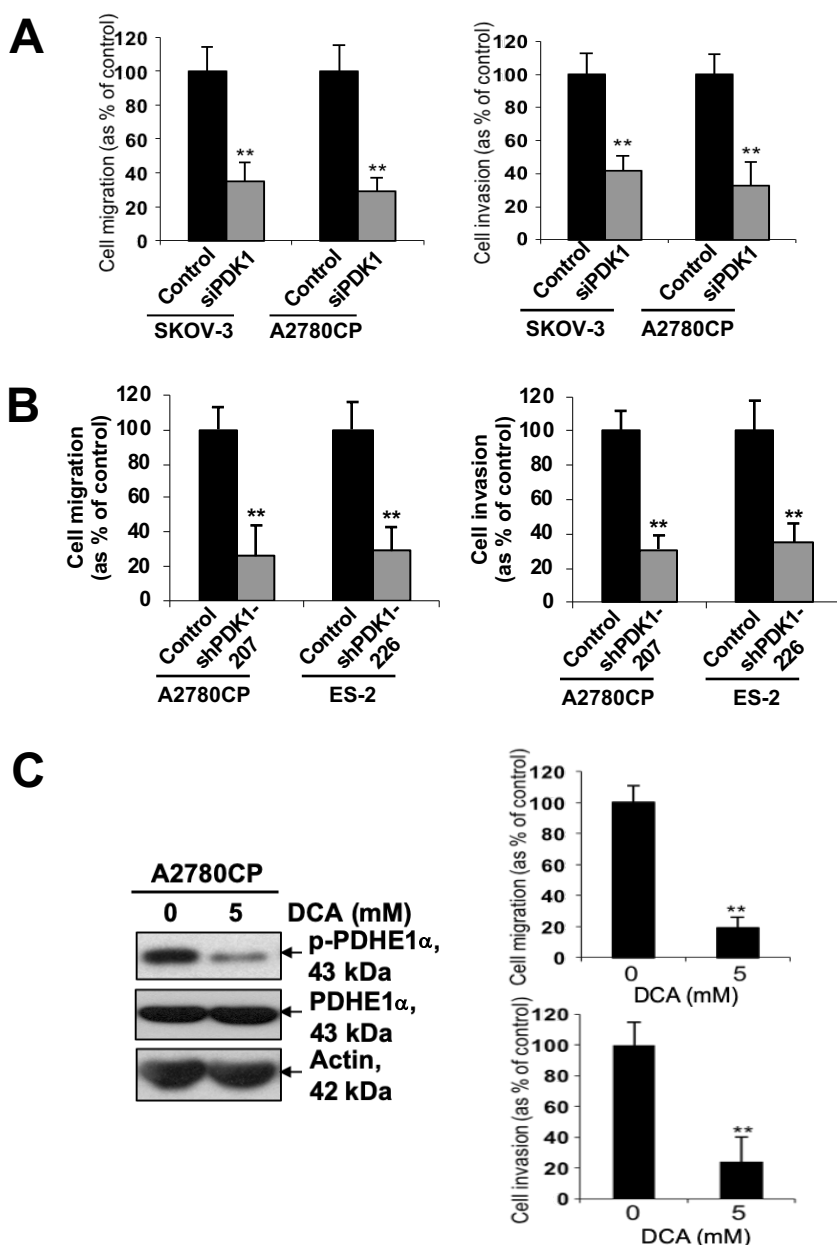 A
Cell migration (as % of control)
120
100
80
60
40
20
0
**
**
Control
siPDK1
Control
siPDK1
SKOV-3
A2780CP
Cell invasion (as % of control)
120
100
80
60
40
20
0
**
**
Control
siPDK1
Control
siPDK1
SKOV-3
A2780CP
B
Cell migration
(as % of control)
120
100
80
60
40
20
0
**
**
Control
shPDK1-
207
Control
shPDK1-
226
A2780CP
ES-2
Cell invasion
(as % of control)
120
100
80
60
40
20
0
**
**
Control
shPDK1-
207
Control
shPDK1-
226
A2780CP
ES-2
C
A2780CP
0 5 DCA (mM)
p-PDHE1α,
43 kDa
PDHE1α,
43 kDa
Actin,
42 kDa
Cell migration (as % of control)
120
100
80
60
40
20
0
**
0 5
DCA (mM)
Cell invasion (as % of control)
120
100
80
60
40
20
0
**
0 5
DCA (mM)